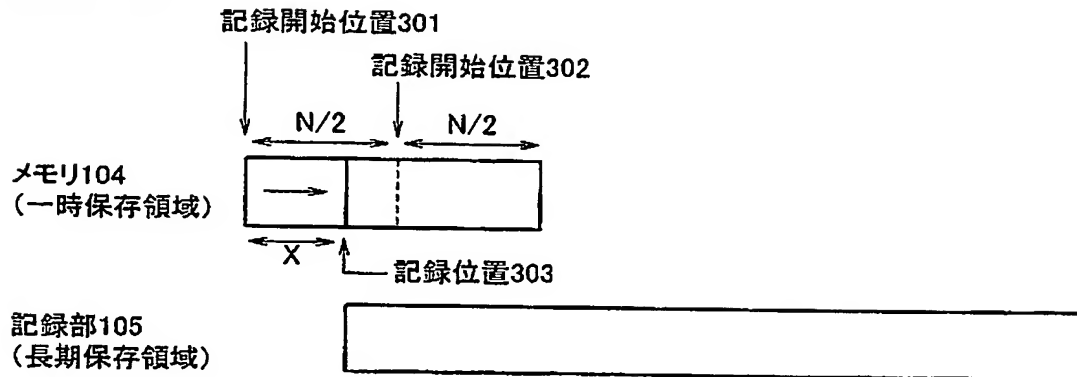 記録開始位置301
記録開始位置302
N/2
N/2
メモリ104
(一時保存領域)
X
記録位置303
記録部105
(長期保存領域)